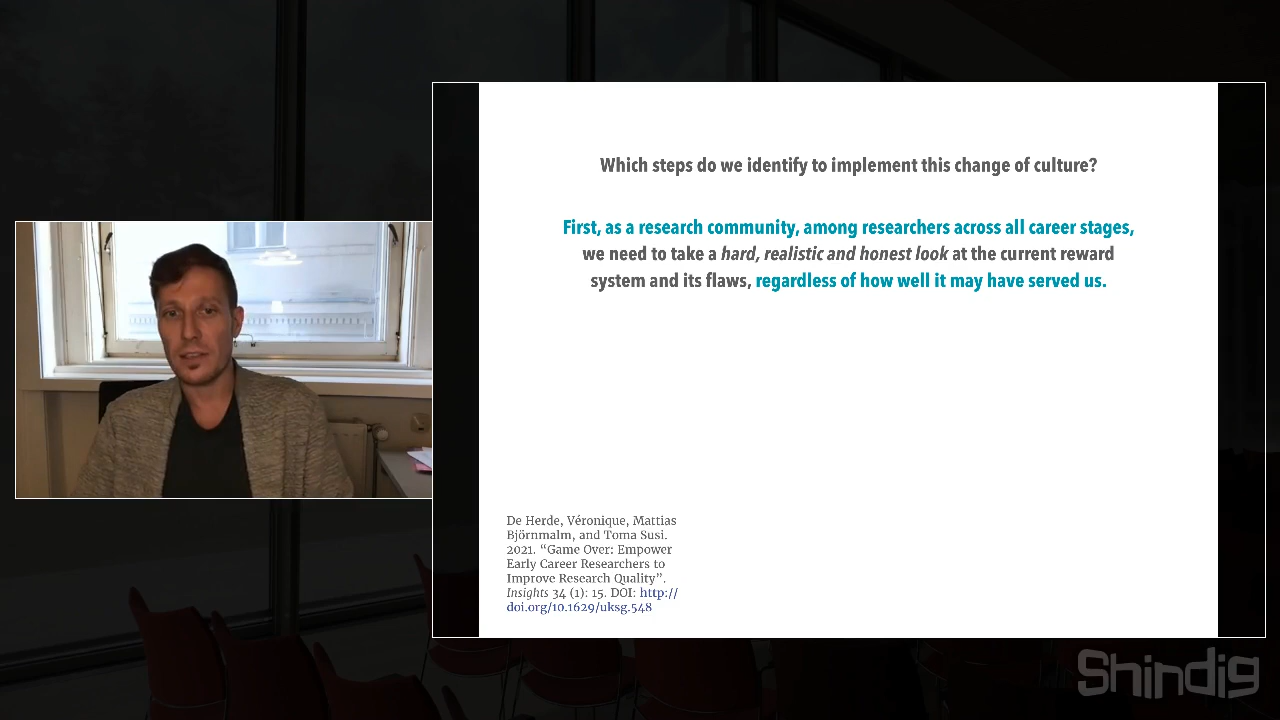 Which steps do we identify to implement this change of culture?
First, as a research community, among researchers across all career stages,
we need to take a hard, realistic and honest look at the current reward
system and its flaws, regardless of how well it may have served us.
De Herde, Véronique, Mattias
Björnmalm, and Toma Susi.
2021. “Game Over: Empower
Early Career Researchers to
Improve Research Quality”.
Insights 34 (1): 15. DOI: http://
doi.org/10.1629/uksg.548
Shindig